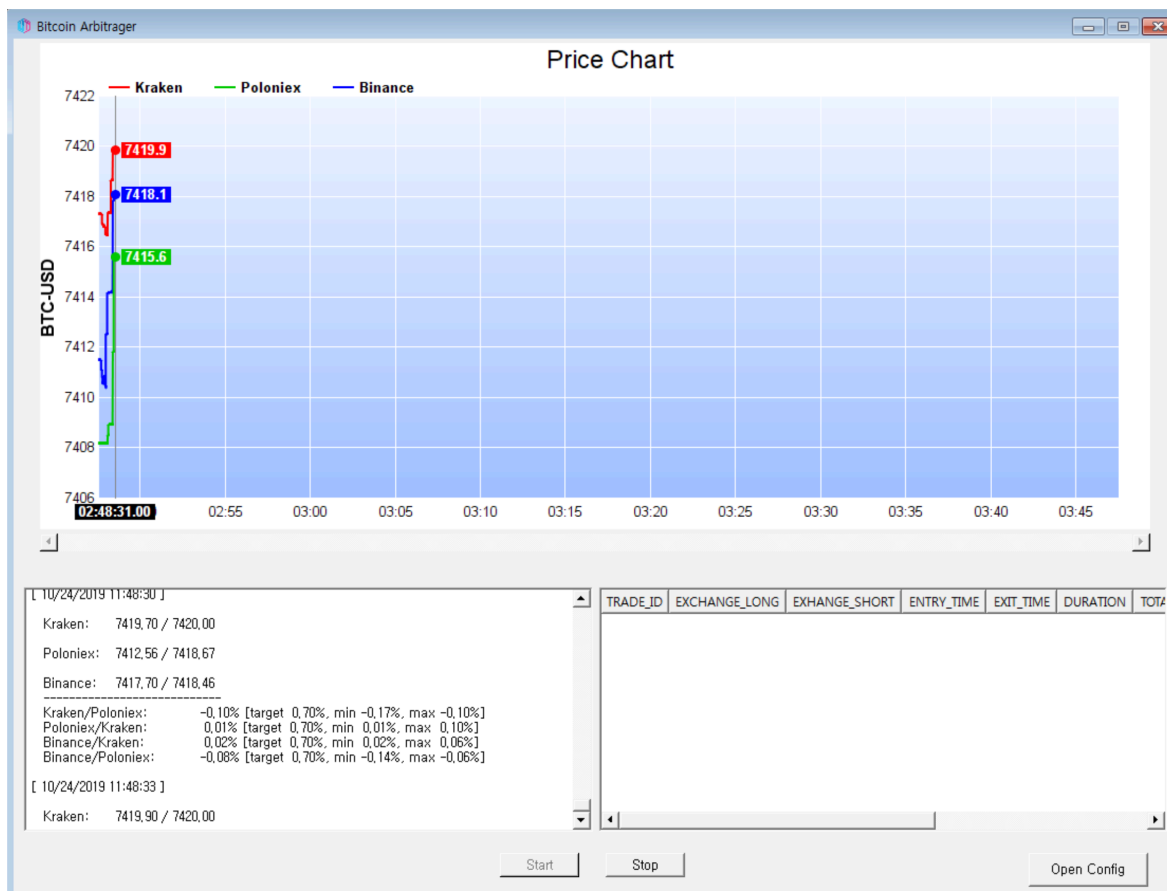 Bitcoin Arbitrager
Price Chart
Kraken Poloniex Binance
7422
7420
7418
7416
7414
7412
7410
7408
7406
BTC-USD
7419.9
7418.1
7415.6
02:48:31.00 02:55 03:00 03:05 03:10 03:15 03:20 03:25 03:30 03:35 03:40 03:45
[ 10/24/2019 11:48:30 ]
Kraken: 7419,70 / 7420,00
Poloniex: 7412,56 / 7418,67
Binance: 7417,70 / 7418,46
----------------------------
Kraken/Poloniex: -0,10% [target 0,70%, min -0,17%, max -0,10%]
Poloniex/Kraken: 0,01% [target 0,70%, min 0,01%, max 0,10%]
Binance/Kraken: 0,02% [target 0,70%, min 0,02%, max 0,06%]
Binance/Poloniex: -0,08% [target 0,70%, min -0,14%, max -0,06%]
[ 10/24/2019 11:48:33 ]
Kraken: 7419,90 / 7420,00
TRADE_ID EXCHANGE_LONG EXHANGE_SHORT ENTRY_TIME EXIT_TIME DURATION TOTA
Start Stop Open Config